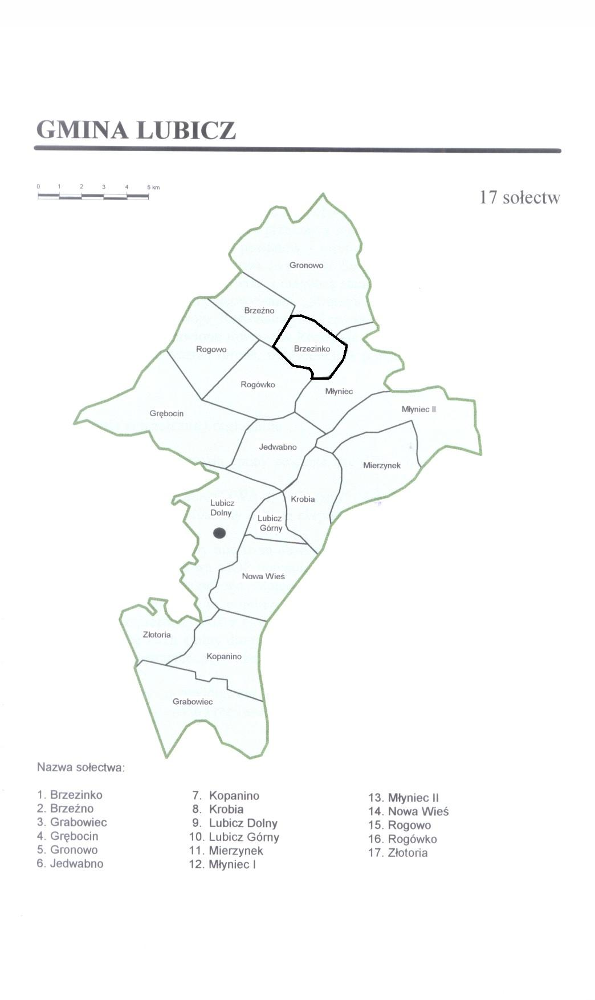 GMINA LUBICZ
0 1 2 3 4 5 km
17 sołectw
Gronowo
Brzeźno
Brzezinko
Rogowo
Rogówko
Młyniec
Młyniec II
Grębocin
Jedwabno
Mierzynek
Krobia
Lubicz
Dolny
Lubicz
Górny
Nowa Wieś
Złotoria
Kopanino
Grabowiec
Nazwa sołectwa:
1. Brzezinko
2. Brzeźno
3. Grabowiec
4. Grębocin
5. Gronowo
6. Jedwabno
7. Kopanino
8. Krobia
9. Lubicz Dolny
10. Lubicz Górny
11. Mierzynek
12. Młyniec I
13. Młyniec II
14. Nowa Wieś
15. Rogowo
16. Rogówko
17. Złotoria